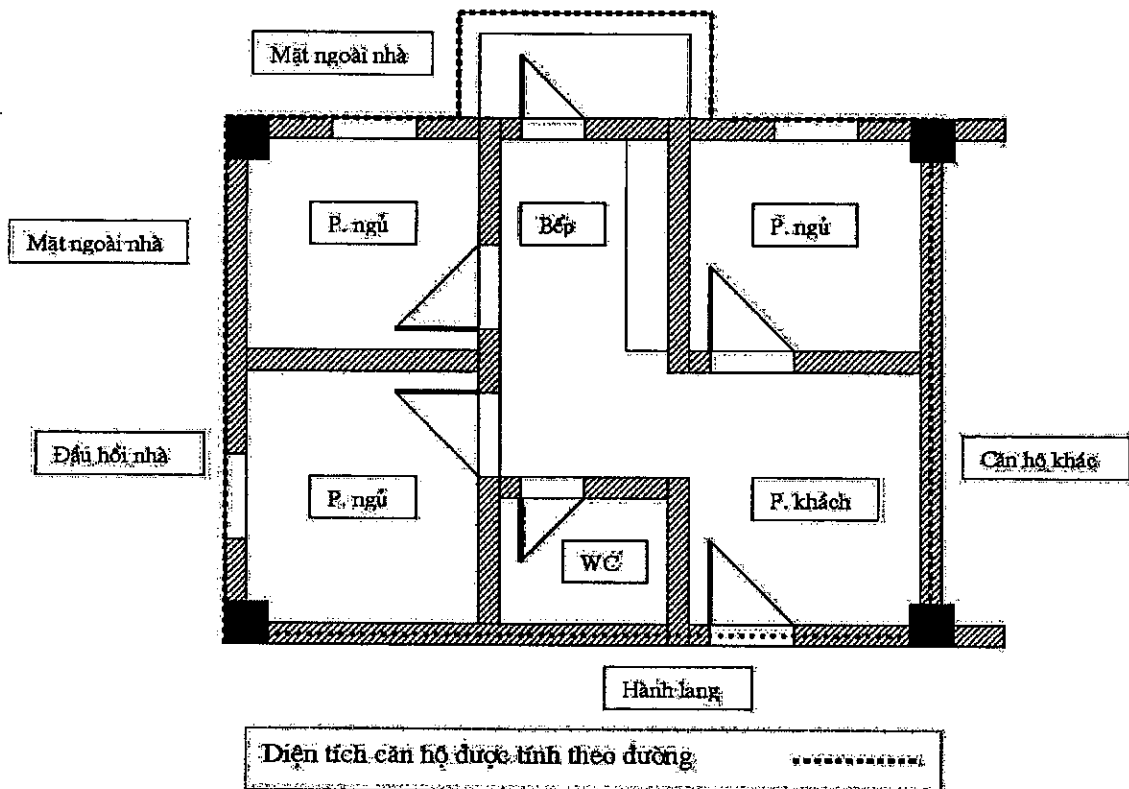 Mặt ngoài nhà
P. ngủ
Bếp
P. ngủ
Mặt ngoài nhà
Đầu hồi nhà
Căn hộ khác
P. ngủ
P. khách
WC
Hành lang
Diện tích căn hộ được tính theo đường